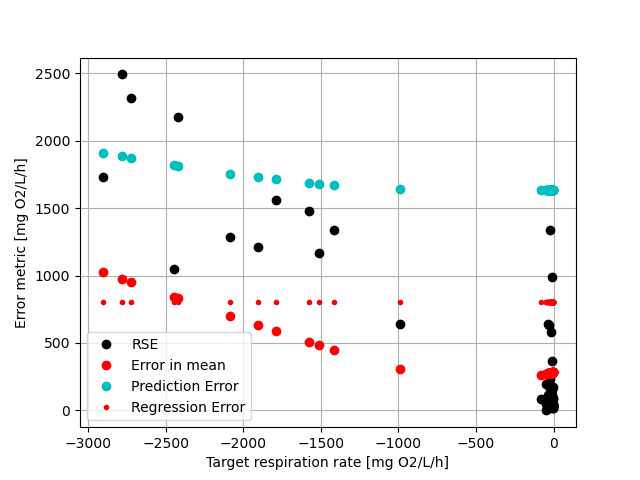 2500
2000
1500
1000
500
0
Error metric [mg O2/L/h]
RSE
Error in mean
Prediction Error
Regression Error
−3000 −2500 −2000 −1500 −1000 −500 0
Target respiration rate [mg O2/L/h]